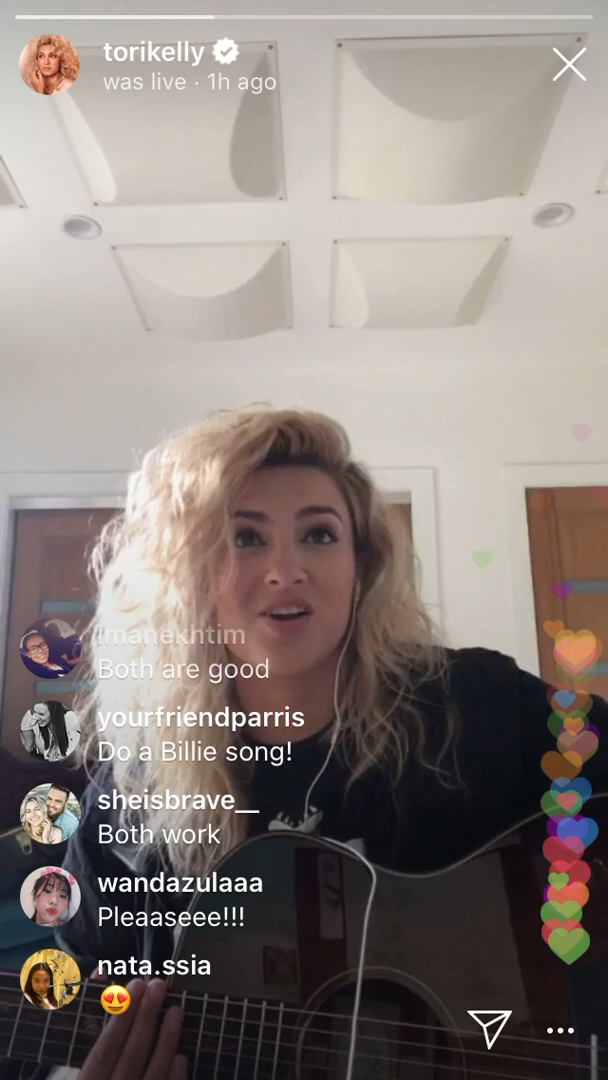 torikelly
was live · 1h ago
imanekhtim
Both are good
yourfriendparris
Do a Billie song!
sheisbrave__
Both work
wandazulaaa
Pleaaseee!!!
nata.ssia
😍